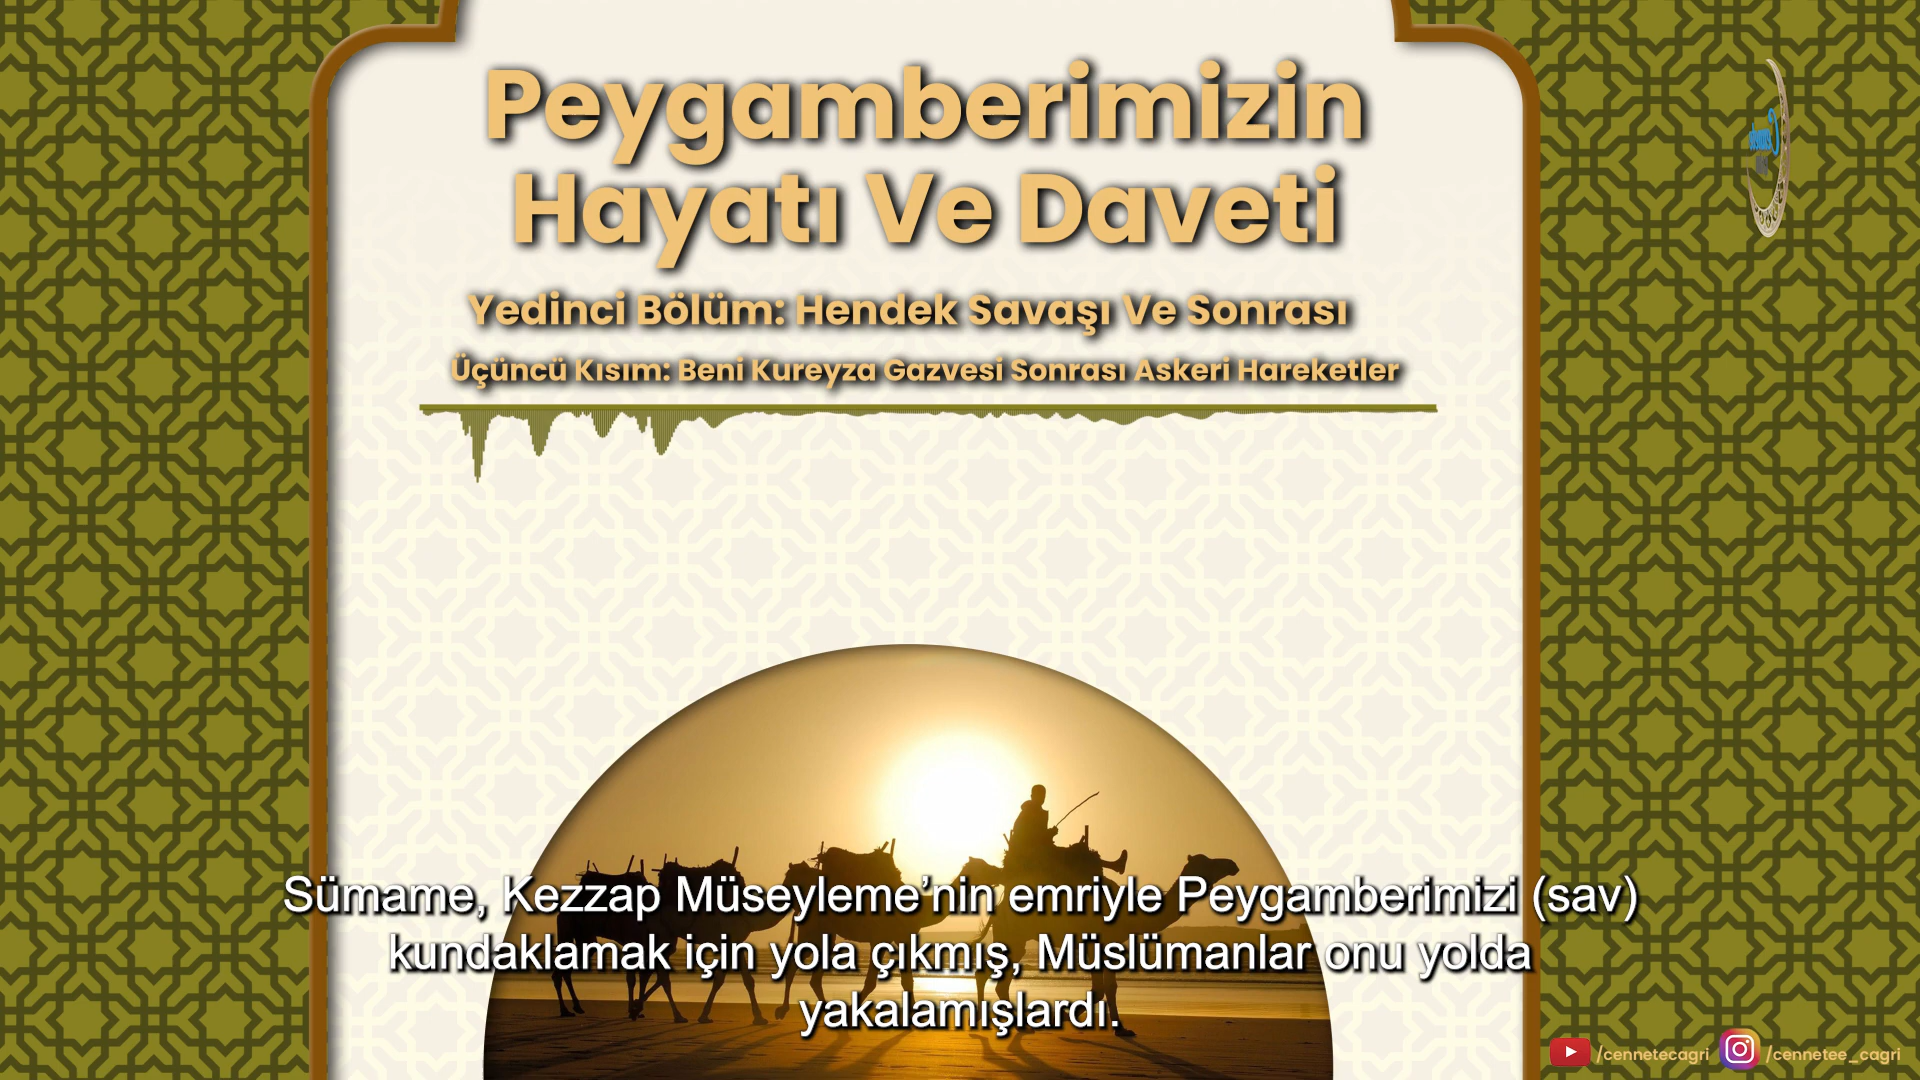 Peygamberimizin
Hayatı Ve Daveti
Yedinci Bölüm: Hendek Savaşı Ve Sonrası
Üçüncü Kısım: Beni Kureyza Gazvesi Sonrası Askeri Hareketler
Sümame, Kezzap Müseyleme’nin emriyle Peygamberimizi (sav)
kundaklamak için yola çıkmış, Müslümanlar onu yolda
yakalamışlardı.
/cennetecagri
/cennetee_cagri